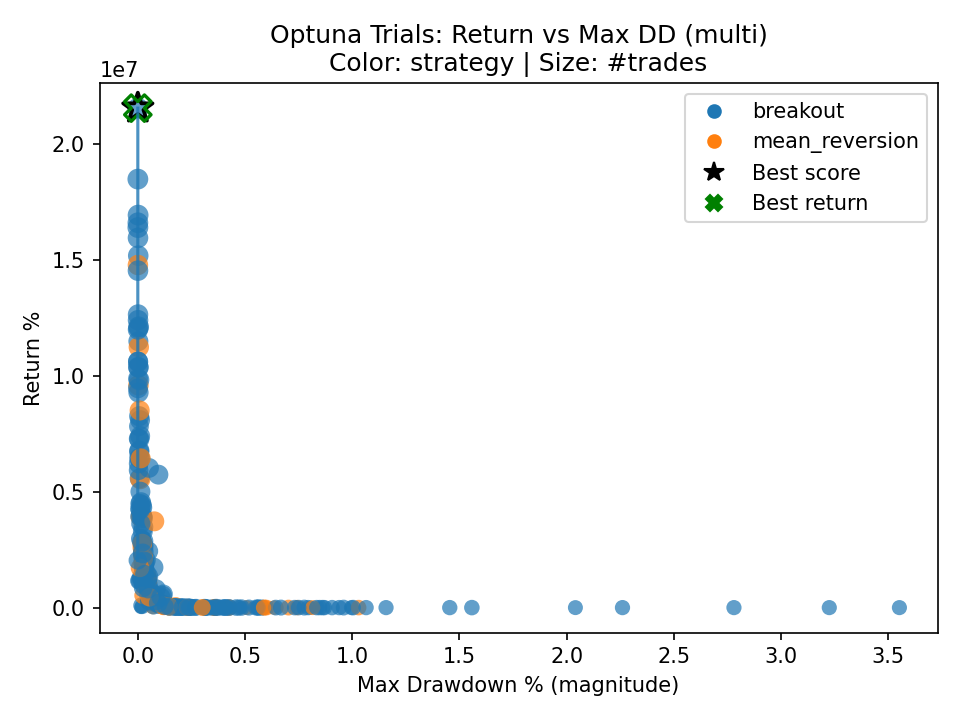 Optuna Trials: Return vs Max DD (multi)
Color: strategy | Size: #trades
1e7
breakout
mean_reversion
Best score
Best return
2.0
1.5
1.0
0.5
0.0
Return %
0.0 0.5 1.0 1.5 2.0 2.5 3.0 3.5
Max Drawdown % (magnitude)